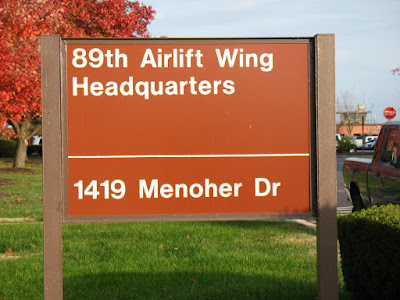 89th Airlift Wing
Headquarters
1419 Menoher Dr